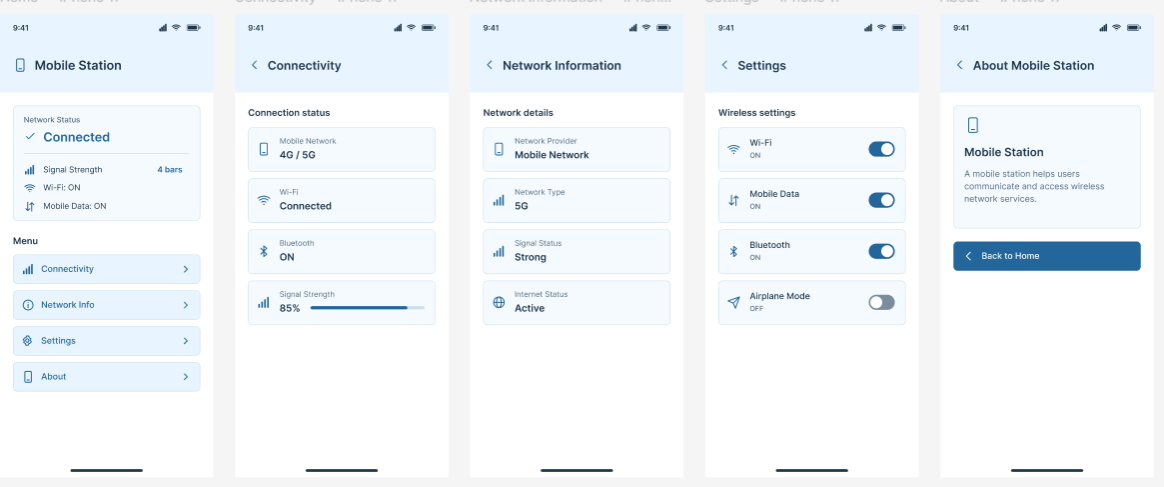 9:41
Mobile Station
Network Status
Connected
Signal Strength 4 bars
Wi-Fi: ON
Mobile Data: ON
Menu
Connectivity
Network Info
Settings
About
9:41
Connectivity
Connection status
Mobile Network
4G / 5G
Wi-Fi
Connected
Bluetooth
ON
Signal Strength
85%
9:41
Network Information
Network details
Network Provider
Mobile Network
Network Type
5G
Signal Status
Strong
Internet Status
Active
9:41
Settings
Wireless settings
Wi-Fi
ON
Mobile Data
ON
Bluetooth
ON
Airplane Mode
OFF
9:41
About Mobile Station
Mobile Station
A mobile station helps users
communicate and access wireless
network services.
Back to Home